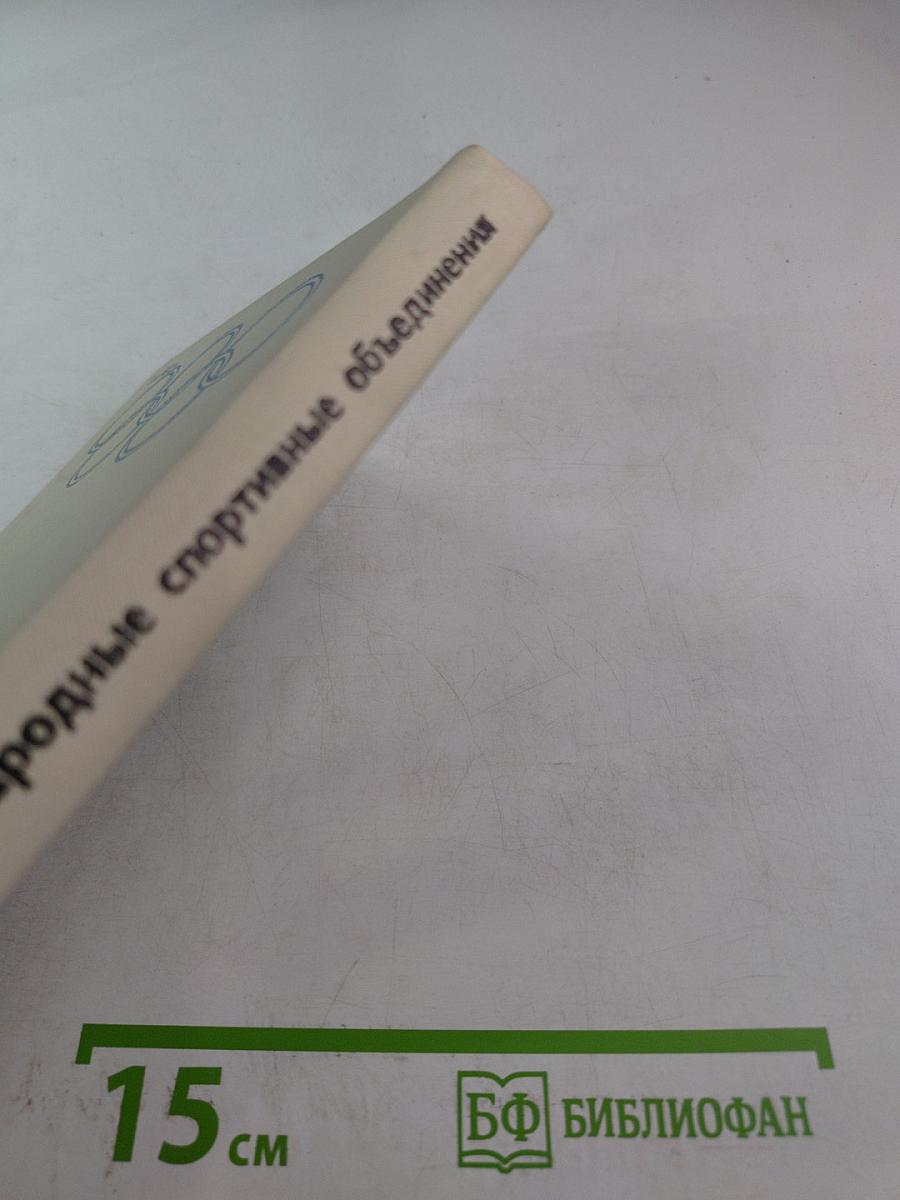 ародные спортивные объединения
15 см
БФ БИБЛИОФАН